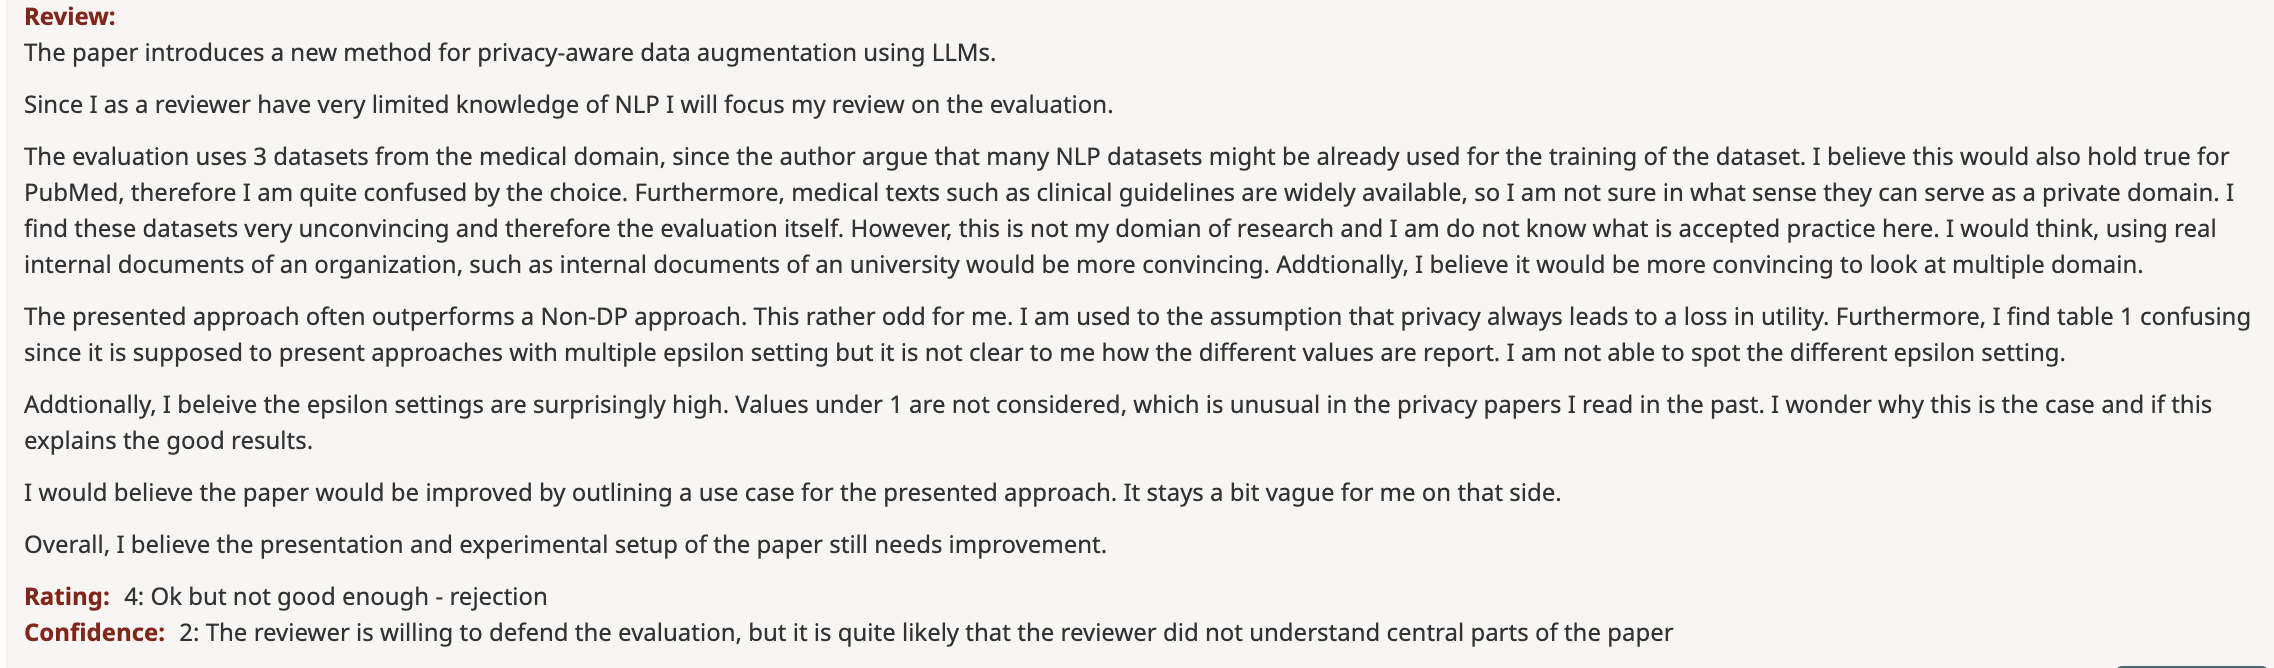 Review:
The paper introduces a new method for privacy-aware data augmentation using LLMs.
Since I as a reviewer have very limited knowledge of NLP I will focus my review on the evaluation.
The evaluation uses 3 datasets from the medical domain, since the author argue that many NLP datasets might be already used for the training of the dataset. I believe this would also hold true for
PubMed, therefore I am quite confused by the choice. Furthermore, medical texts such as clinical guidelines are widely available, so I am not sure in what sense they can serve as a private domain. I
find these datasets very unconvincing and therefore the evaluation itself. However, this is not my domian of research and I am do not know what is accepted practice here. I would think, using real
internal documents of an organization, such as internal documents of an university would be more convincing. Addtionally, I believe it would be more convincing to look at multiple domain.
The presented approach often outperforms a Non-DP approach. This rather odd for me. I am used to the assumption that privacy always leads to a loss in utility. Furthermore, I find table 1 confusing
since it is supposed to present approaches with multiple epsilon setting but it is not clear to me how the different values are report. I am not able to spot the different epsilon setting.
Addtionally, I beleive the epsilon settings are surprisingly high. Values under 1 are not considered, which is unusual in the privacy papers I read in the past. I wonder why this is the case and if this
explains the good results.
I would believe the paper would be improved by outlining a use case for the presented approach. It stays a bit vague for me on that side.
Overall, I believe the presentation and experimental setup of the paper still needs improvement.
Rating: 4: Ok but not good enough - rejection
Confidence: 2: The reviewer is willing to defend the evaluation, but it is quite likely that the reviewer did not understand central parts of the paper